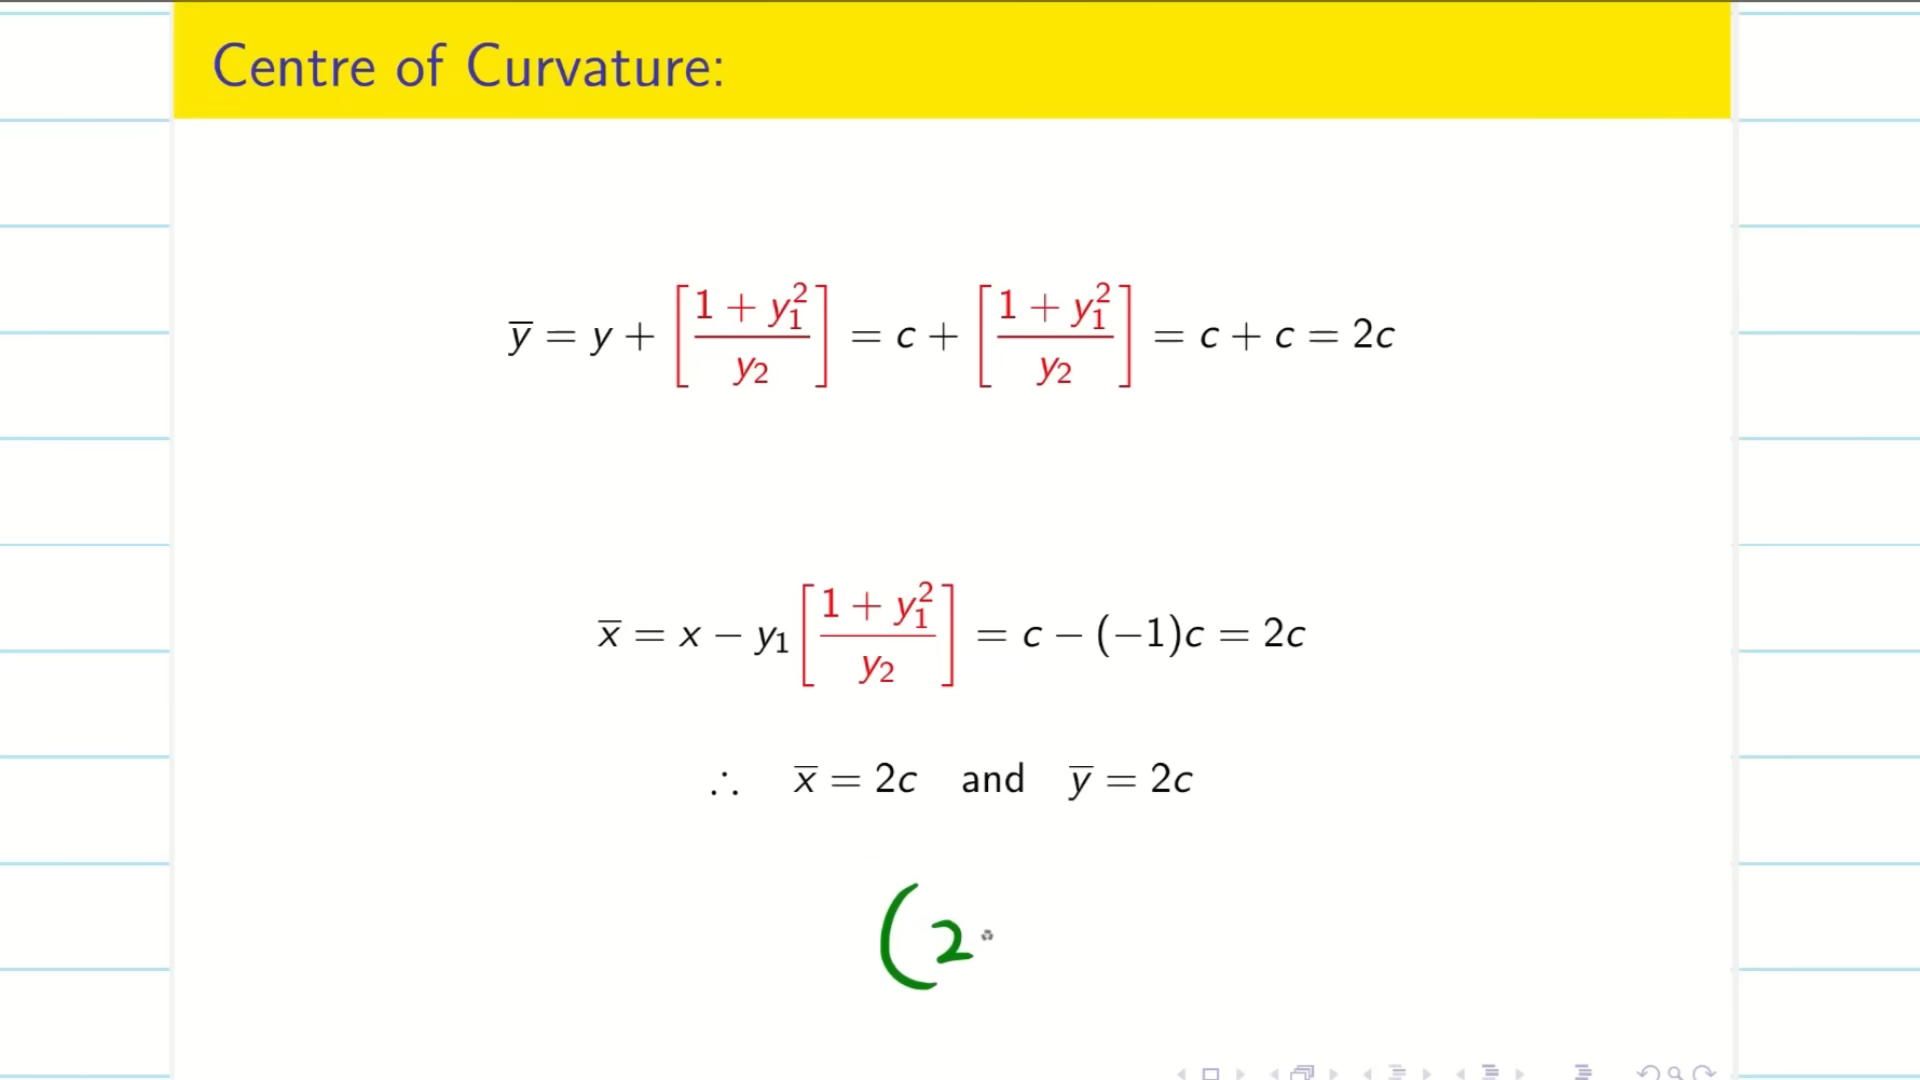 Centre of Curvature:
y̅ = y + [(1 + y₁²)/y₂] = c + [(1 + y₁²)/y₂] = c + c = 2c
x̅ = x − y₁[(1 + y₁²)/y₂] = c − (−1)c = 2c
∴ x̅ = 2c and y̅ = 2c
(2